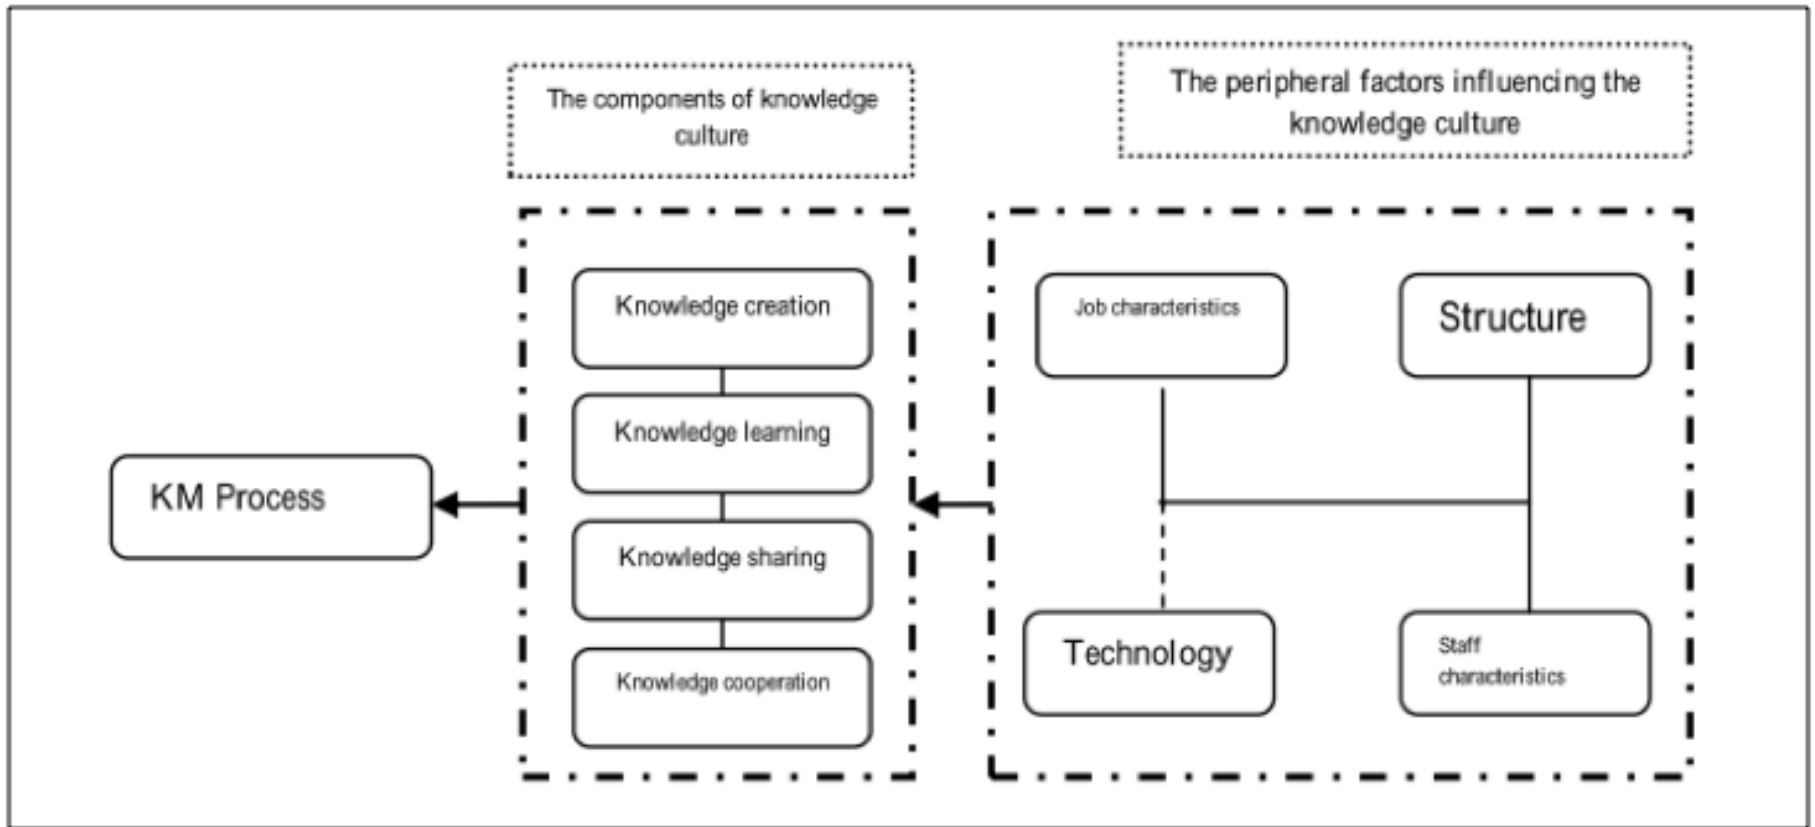 The components of knowledge
culture
The peripheral factors influencing the
knowledge culture
Knowledge creation
Knowledge learning
Knowledge sharing
Knowledge cooperation
Job characteristics
Structure
Technology
Staff
characteristics
KM Process